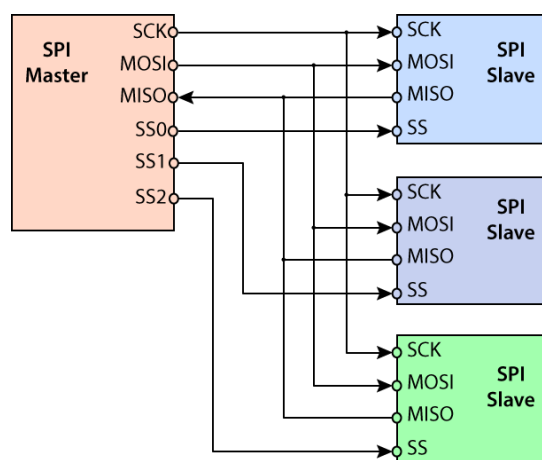 SPI
Master
SCK
MOSI
MISO
SS0
SS1
SS2
SCK
MOSI
MISO
SS
SPI
Slave
SCK
MOSI
MISO
SS
SPI
Slave
SCK
MOSI
MISO
SS
SPI
Slave